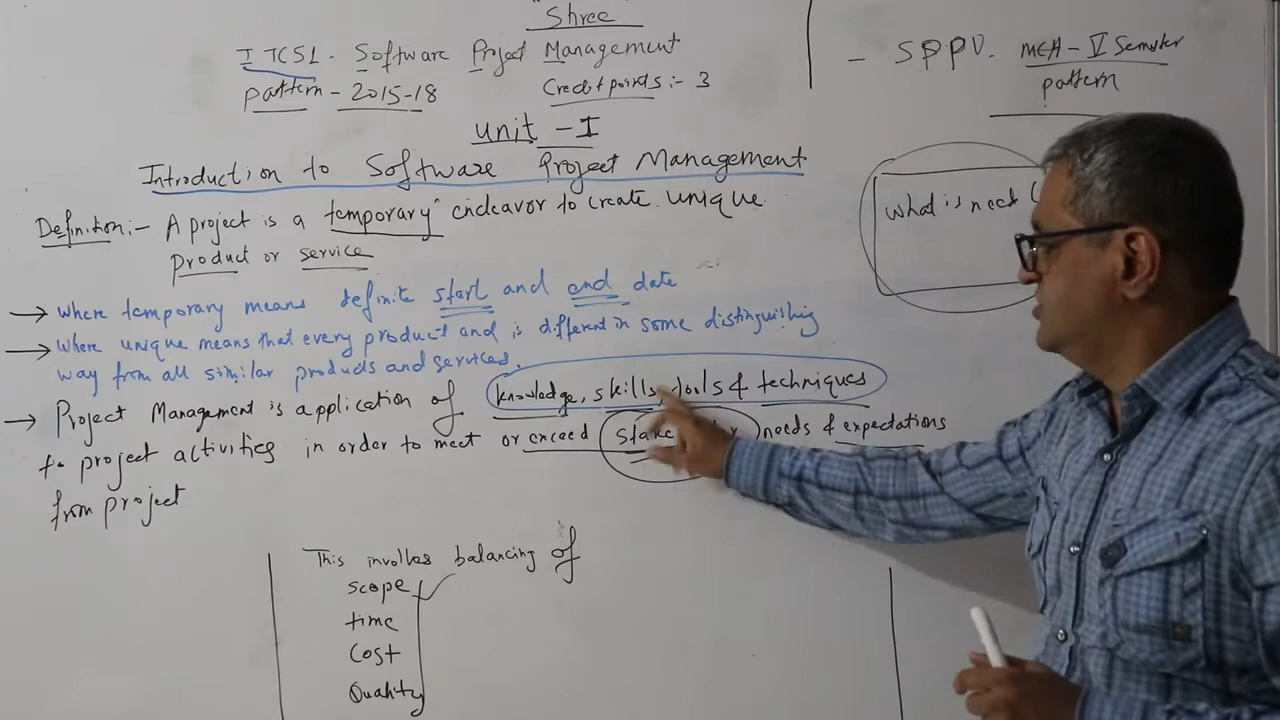 "Shree
ITC51. Software Project Management
pattern - 2015-18
Credit points :- 3
- SPPU. MCA - V Semester
pattern
unit - I
Introduction to Software Project Management
Definition :- A project is a "temporary" endeavor to create unique
product or service
What is need
→ where temporary means definite start and end date
→ where unique means that every product and is different in some distinguishing
way from all similar products and services.
→ Project Management is application of knowledge, skills, tools & techniques
to project activities in order to meet or exceed needs & expectations
from project
This involves balancing of
scope
time
Cost
Quality